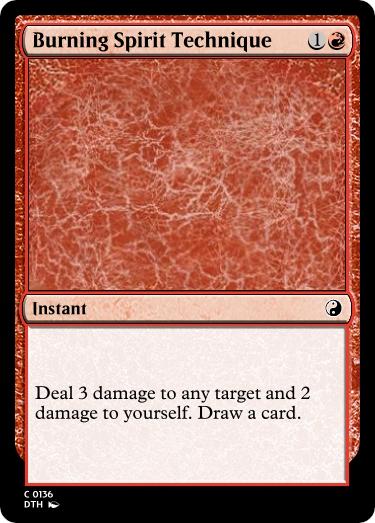 Burning Spirit Technique 1
Instant
Deal 3 damage to any target and 2
damage to yourself. Draw a card.
C 0136
DTH